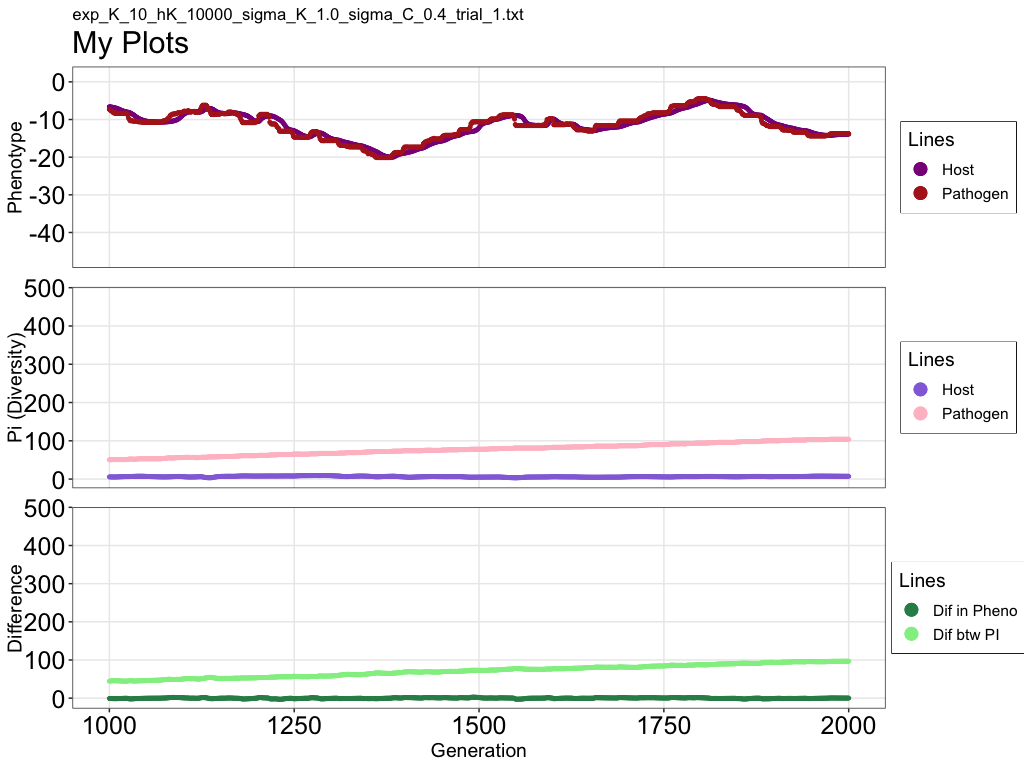 exp_K_10_hK_10000_sigma_K_1.0_sigma_C_0.4_trial_1.txt
My Plots
Phenotype
0
-10
-20
-30
-40
Lines
Host
Pathogen
Pi (Diversity)
500
400
300
200
100
0
Lines
Host
Pathogen
Difference
500
400
300
200
100
0
Lines
Dif in Pheno
Dif btw PI
1000 1250 1500 1750 2000
Generation